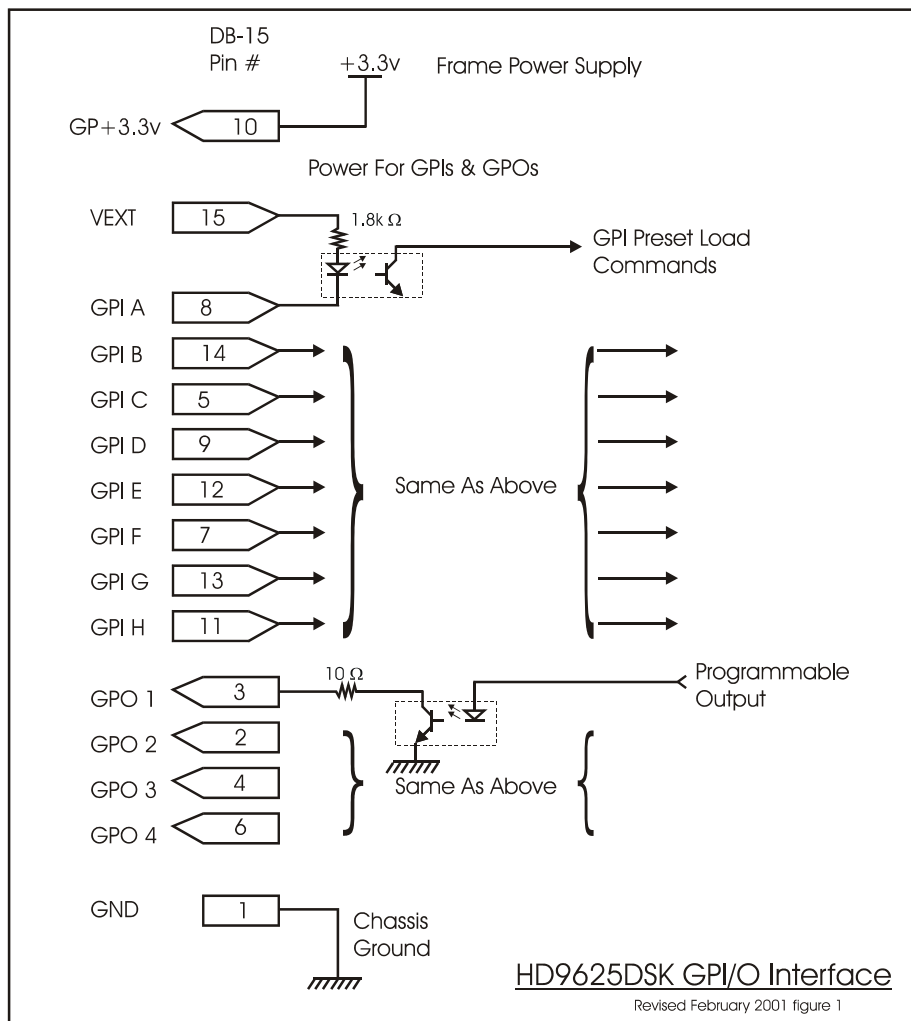 DB-15
Pin #
+3.3v
Frame Power Supply
GP+3.3v
10
Power For GPIs & GPOs
VEXT
15
1.8k Ω
GPI Preset Load
Commands
GPI A
8
GPI B
14
GPI C
5
GPI D
9
GPI E
12
Same As Above
GPI F
7
GPI G
13
GPI H
11
10 Ω
Programmable
Output
GPO 1
3
GPO 2
2
GPO 3
4
Same As Above
GPO 4
6
GND
1
Chassis
Ground
HD9625DSK GPI/O Interface
Revised February 2001 figure 1